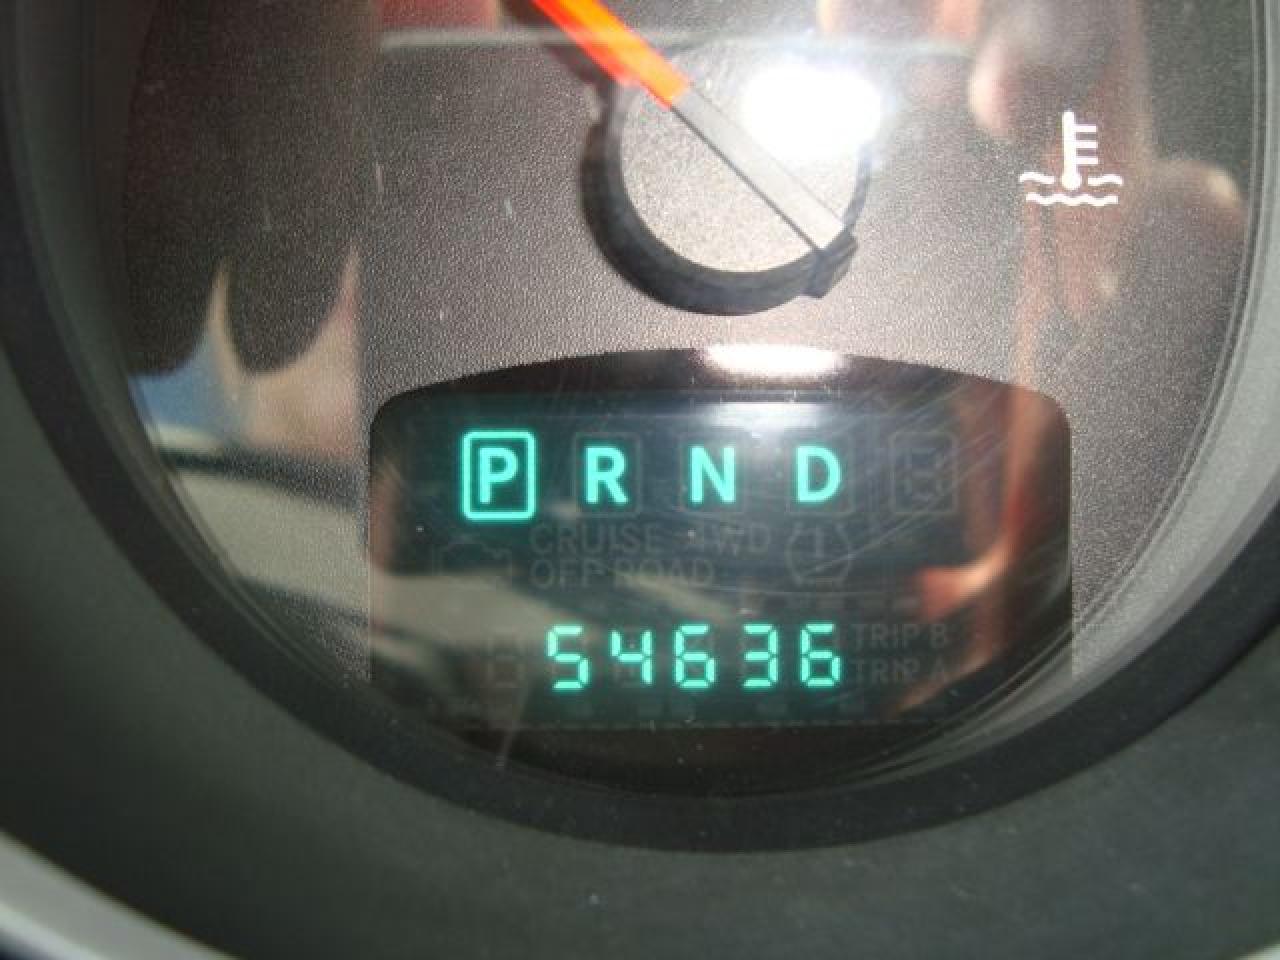 P R N D
CRUISE 4WD
OFF ROAD
TRIP B
54636
TRIP A